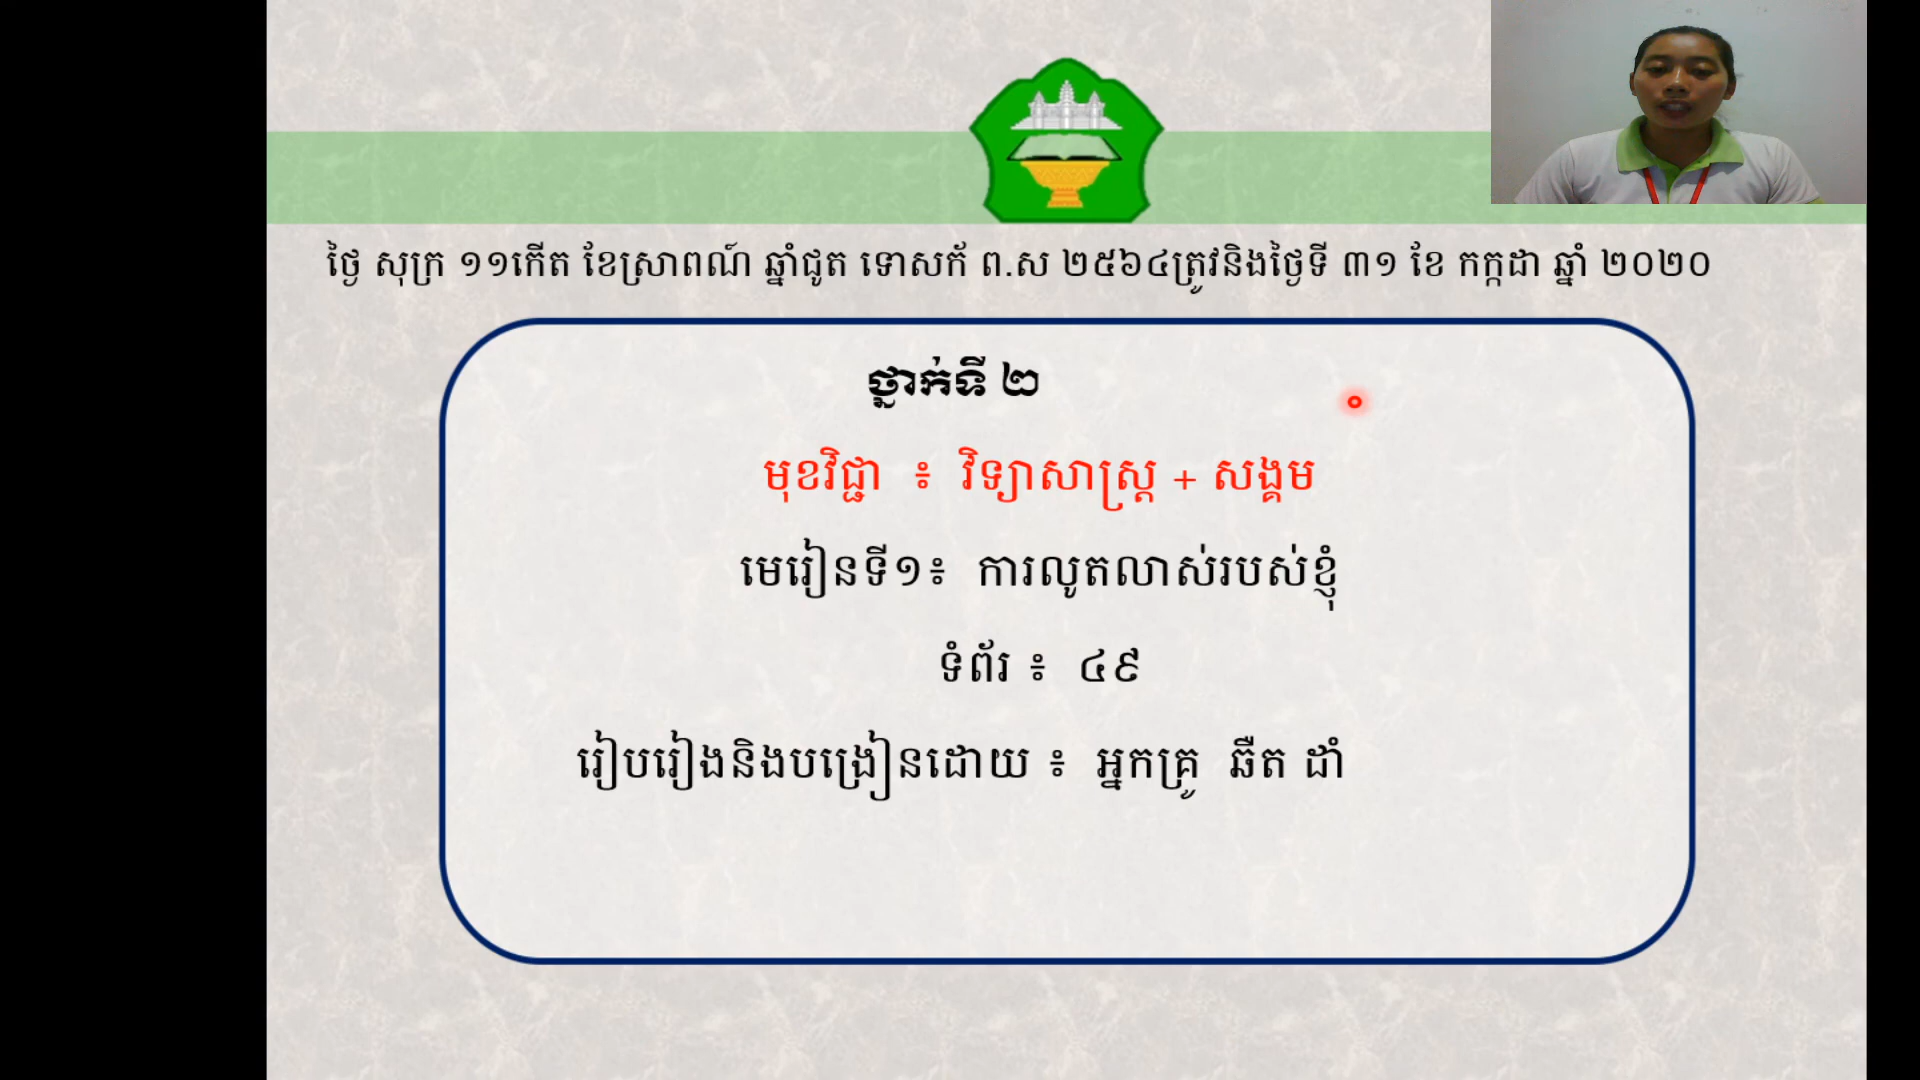 ថ្ងៃ សុក្រ ១១កើត ខែស្រាពណ៍ ឆ្នាំជូត ទោសក័ ព.ស ២៥៦៤ត្រូវនិងថ្ងៃទី ៣១ ខែ កក្កដា ឆ្នាំ ២០២០
ថ្នាក់ទី ២
មុខវិជ្ជា ៖ វិទ្យាសាស្ត្រ + សង្គម
មេរៀនទី១៖ ការលូតលាស់របស់ខ្ញុំ
ទំព័រ ៖ ៤៩
រៀបរៀងនិងបង្រៀនដោយ ៖ អ្នកគ្រូ ឆឺត ដាំ